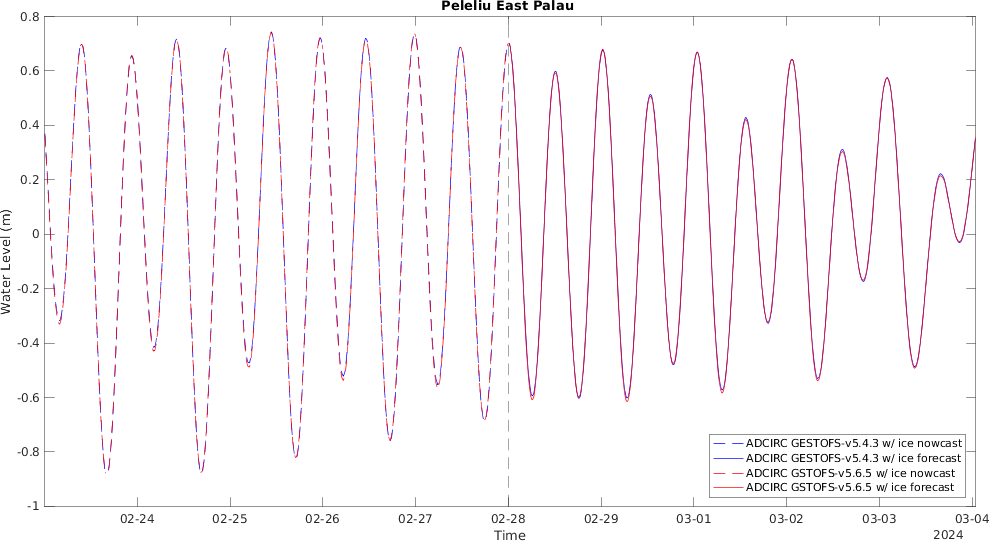 Peleliu East Palau
0.8
0.6
0.4
0.2
0
-0.2
-0.4
-0.6
-0.8
-1
Water Level (m)
ADCIRC GESTOFS-v5.4.3 w/ ice nowcast
ADCIRC GESTOFS-v5.4.3 w/ ice forecast
ADCIRC GSTOFS-v5.6.5 w/ ice nowcast
ADCIRC GSTOFS-v5.6.5 w/ ice forecast
02-24 02-25 02-26 02-27 02-28 02-29 03-01 03-02 03-03 03-04
Time
2024